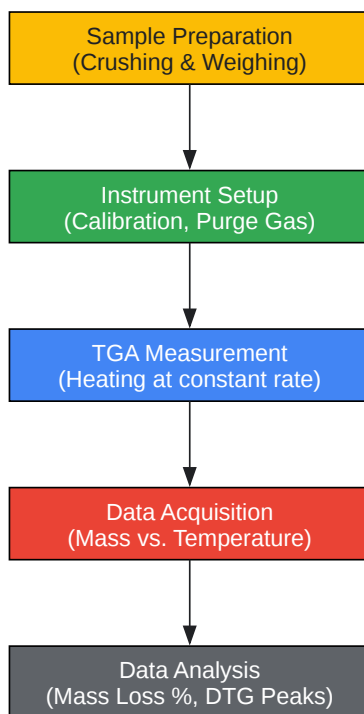 Sample Preparation
(Crushing & Weighing)
Instrument Setup
(Calibration, Purge Gas)
TGA Measurement
(Heating at constant rate)
Data Acquisition
(Mass vs. Temperature)
Data Analysis
(Mass Loss %, DTG Peaks)